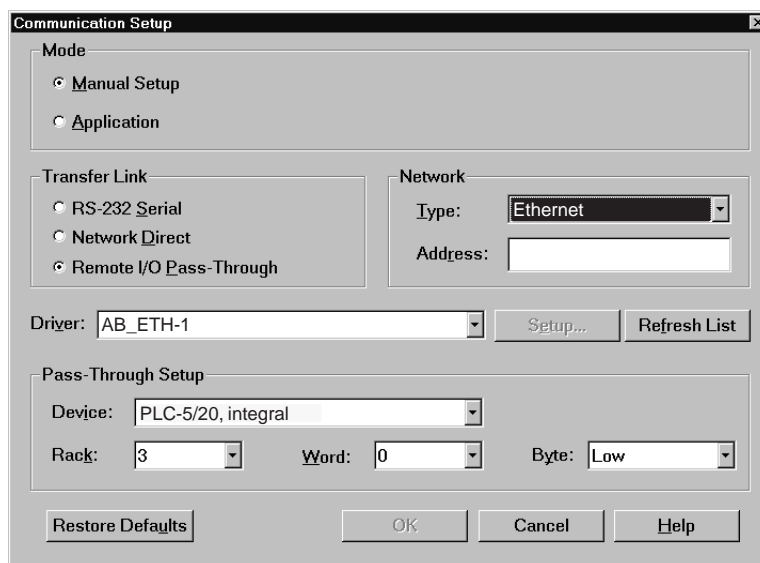 Communication Setup
Mode
Manual Setup
Application
Transfer Link
RS-232 Serial
Network Direct
Remote I/O Pass-Through
Network
Type: Ethernet
Address:
Driver: AB_ETH-1 Setup... Refresh List
Pass-Through Setup
Device: PLC-5/20, integral
Rack: 3 Word: 0 Byte: Low
Restore Defaults OK Cancel Help